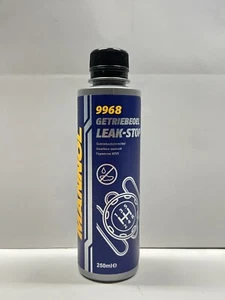 9968
GETRIEBEOEL
LEAK-STOP
MANNOL
250ml e